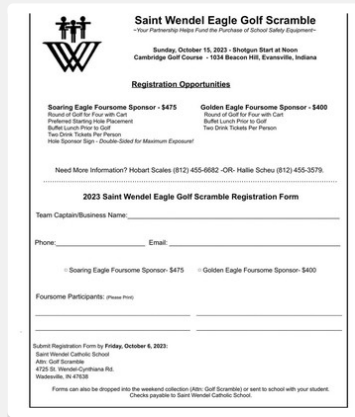 Saint Wendel Eagle Golf Scramble
~Your Partnership Helps Fund the Purchase of School Safety Equipment~
Sunday, October 15, 2023 - Shotgun Start at Noon
Cambridge Golf Course - 1034 Beacon Hill, Evansville, Indiana
Registration Opportunities
Soaring Eagle Foursome Sponsor - $475
Round of Golf for Four with Cart
Preferred Starting Hole Placement
Buffet Lunch Prior to Golf
Two Drink Tickets Per Person
Hole Sponsor Sign - Double-Sided for Maximum Exposure!
Golden Eagle Foursome Sponsor - $400
Round of Golf for Four with Cart
Buffet Lunch Prior to Golf
Two Drink Tickets Per Person
Need More Information? Hobart Scales (812) 455-6682 -OR- Hallie Scheu (812) 455-3579.
2023 Saint Wendel Eagle Golf Scramble Registration Form
Team Captain/Business Name:
Phone: Email:
Soaring Eagle Foursome Sponsor- $475 Golden Eagle Foursome Sponsor- $400
Foursome Participants: (Please Print)
Submit Registration Form by Friday, October 6, 2023:
Saint Wendel Catholic School
Attn: Golf Scramble
4725 St. Wendel-Cynthiana Rd.
Wadesville, IN 47638
Forms can also be dropped into the weekend collection (Attn: Golf Scramble) or sent to school with your student.
Checks payable to Saint Wendel Catholic School.